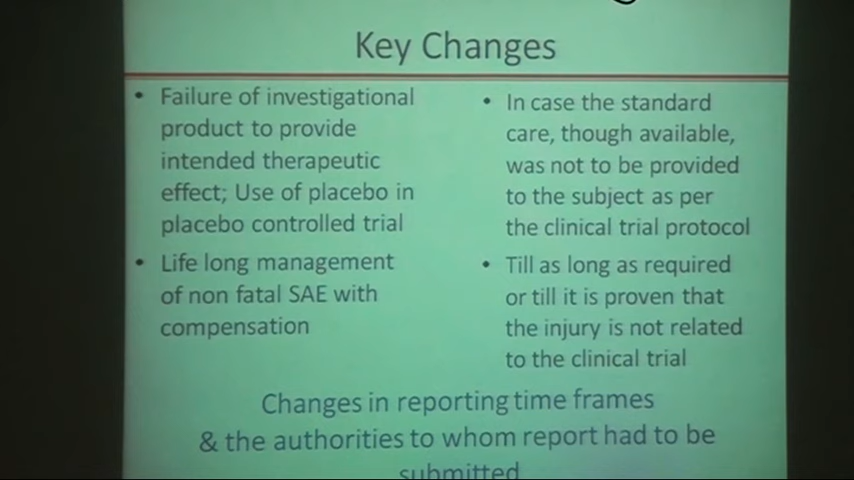 Key Changes
• Failure of investigational
product to provide
intended therapeutic
effect; Use of placebo in
placebo controlled trial
• Life long management
of non fatal SAE with
compensation
• In case the standard
care, though available,
was not to be provided
to the subject as per
the clinical trial protocol
• Till as long as required
or till it is proven that
the injury is not related
to the clinical trial
Changes in reporting time frames
& the authorities to whom report had to be
submitted